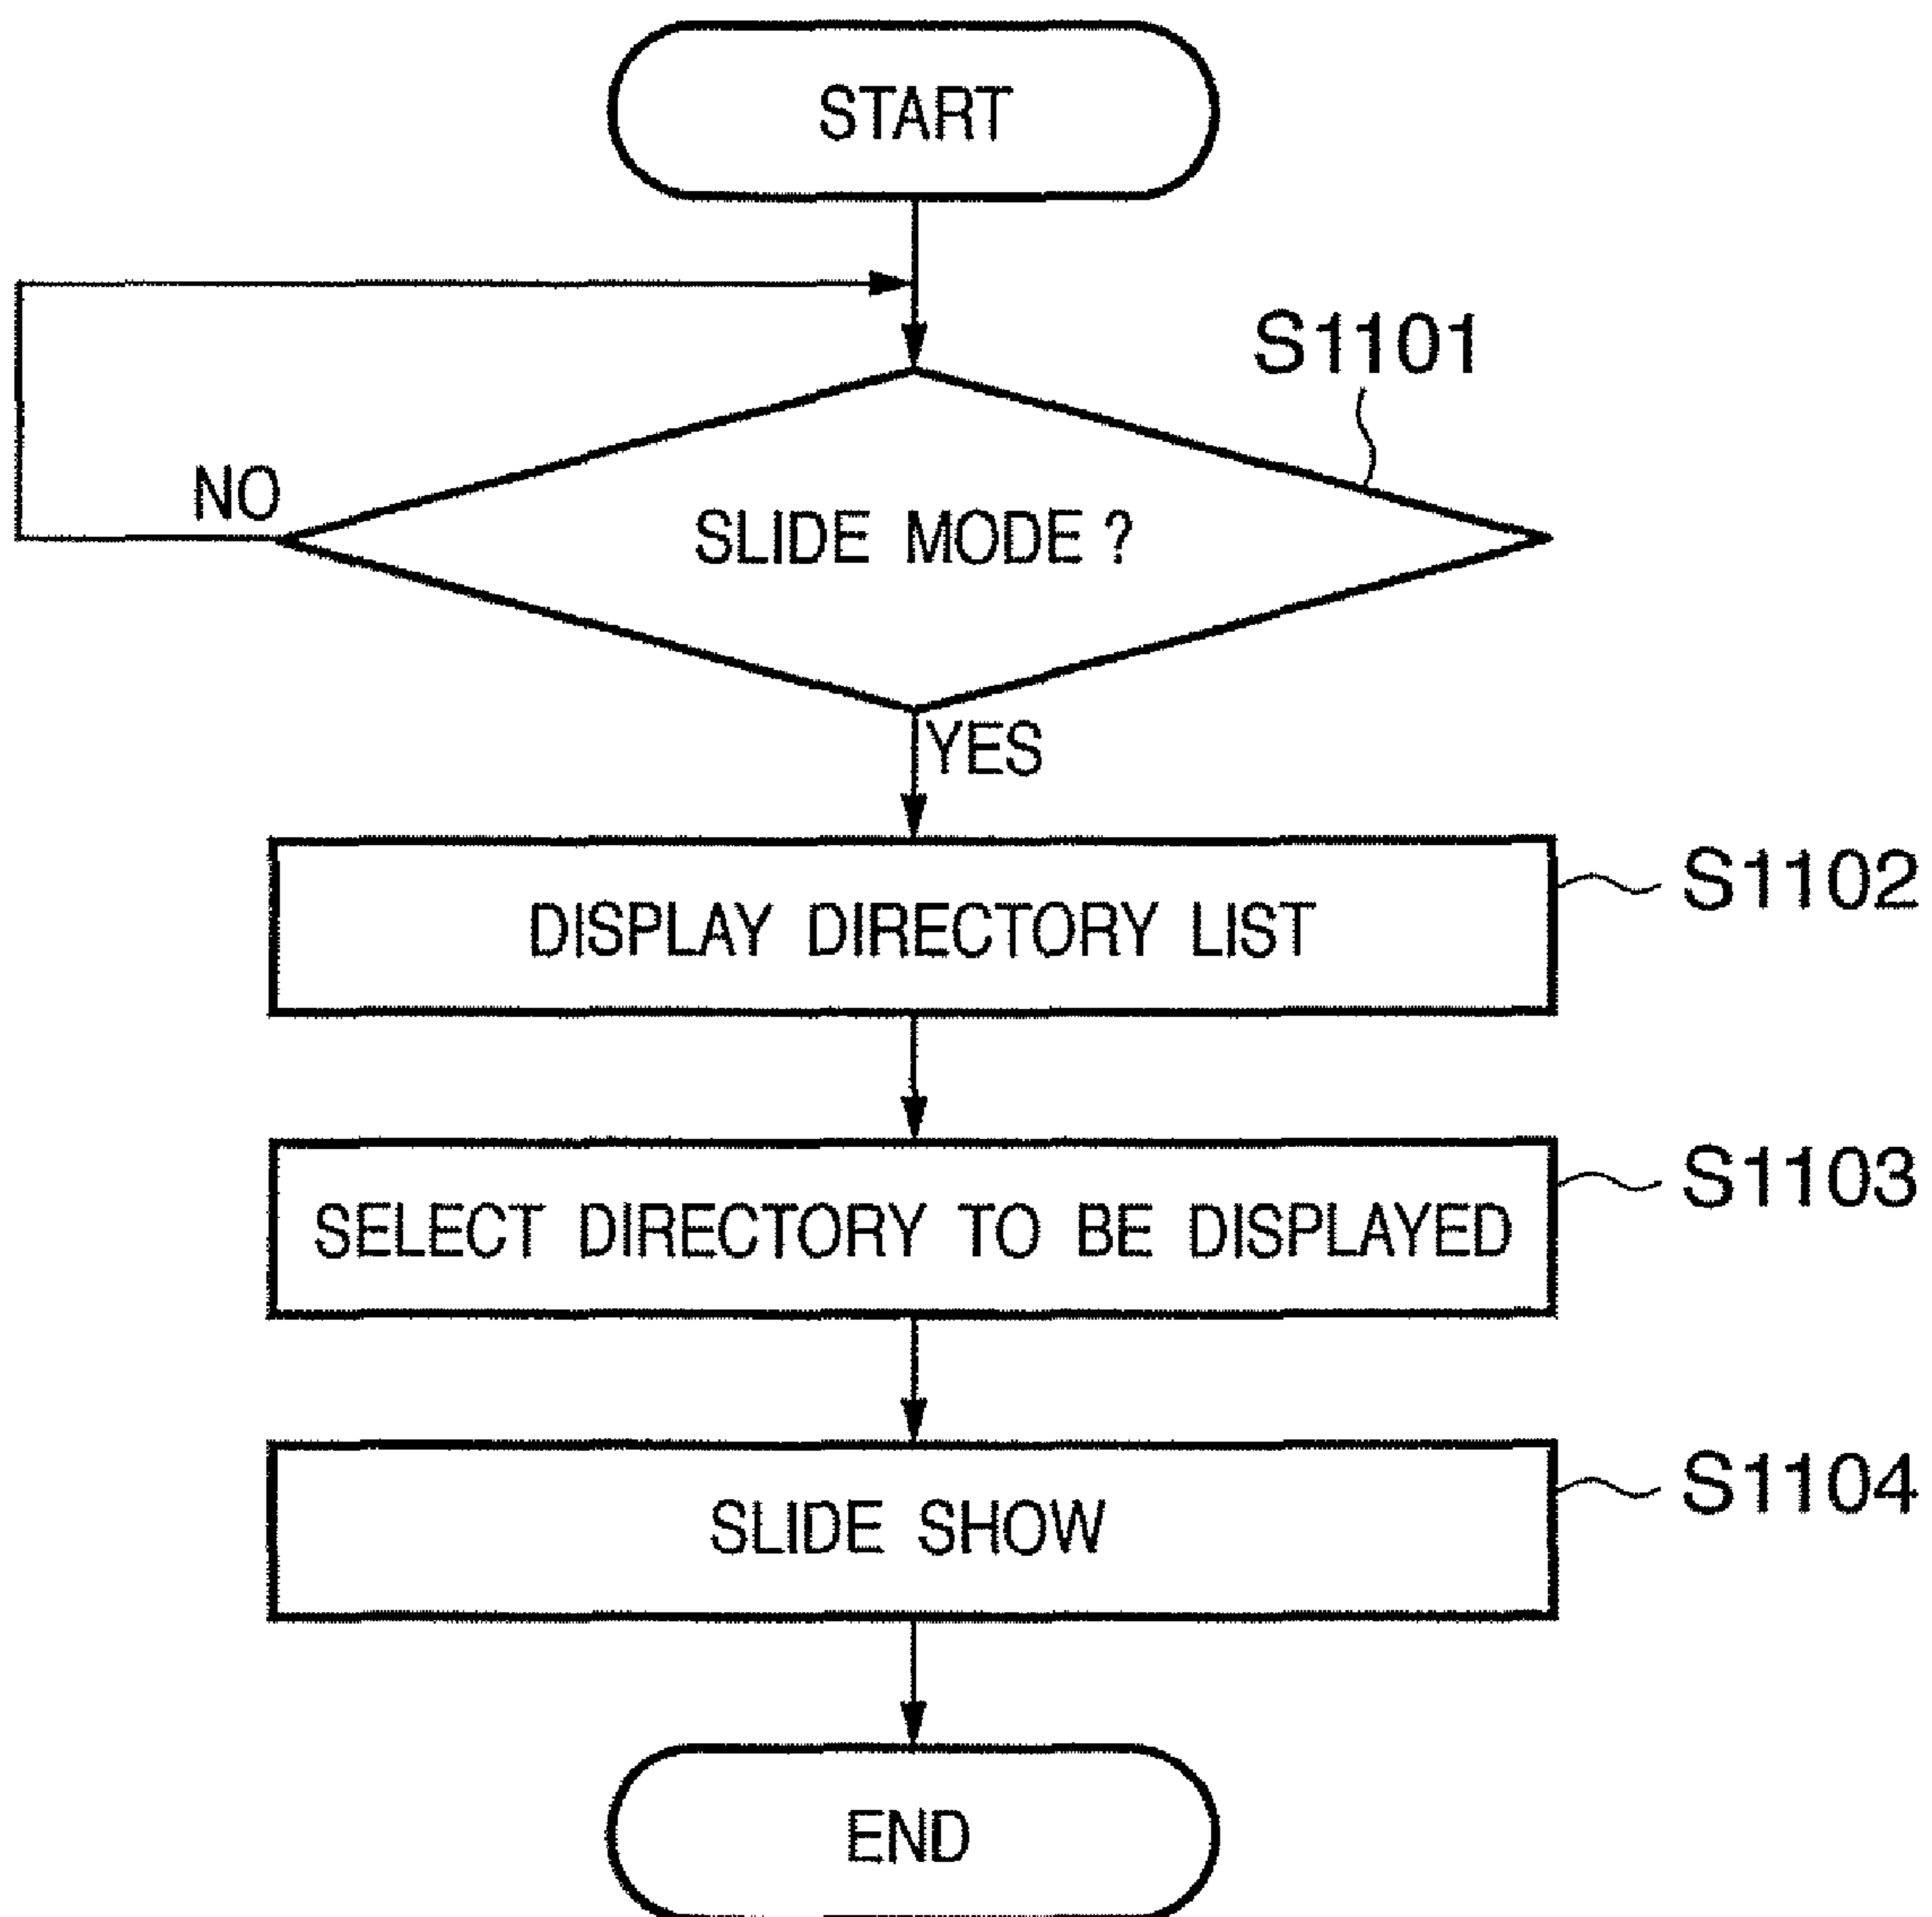 START
S1101
NO
SLIDE MODE ?
YES
DISPLAY DIRECTORY LIST
S1102
SELECT DIRECTORY TO BE DISPLAYED
S1103
SLIDE SHOW
S1104
END